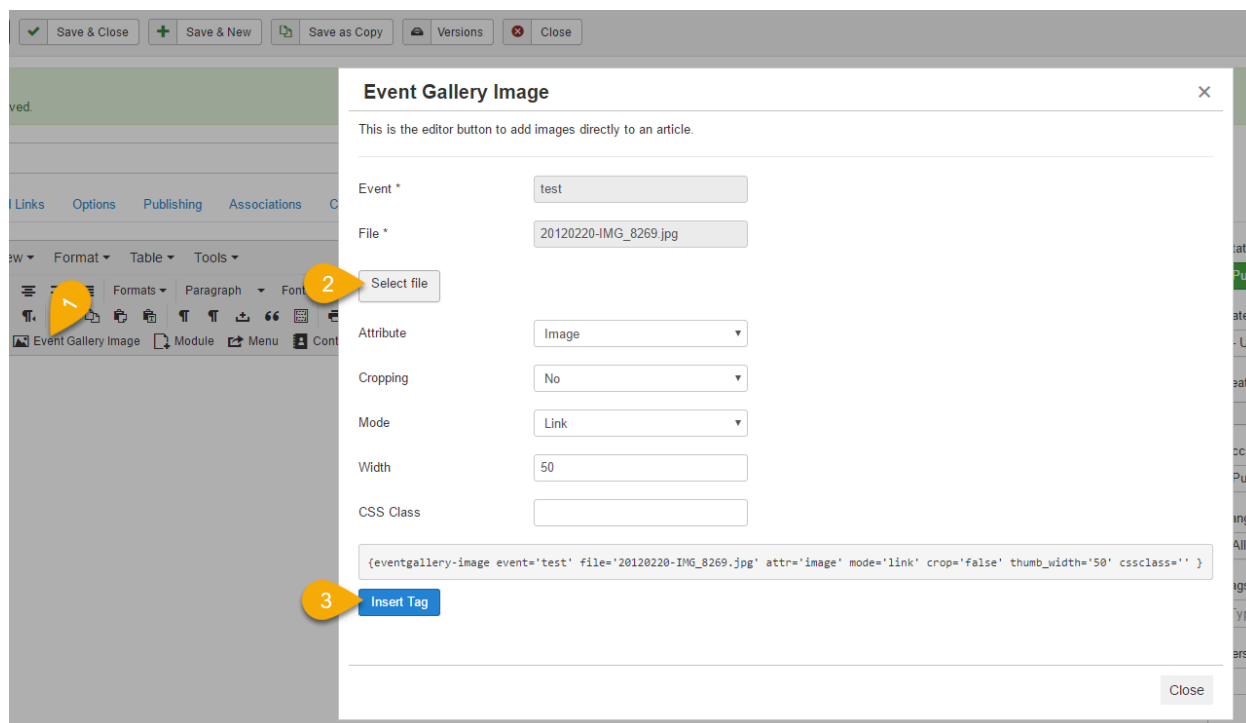 Save & Close
Save & New
Save as Copy
Versions
Close
ved.
Event Gallery Image
×
This is the editor button to add images directly to an article.
Links
Options
Publishing
Associations
Event *
test
File *
20120220-IMG_8269.jpg
Format
Table
Tools
Formats
Paragraph
Font
2
Select file
1
Event Gallery Image
Module
Menu
Cont
Attribute
Image
Cropping
No
Mode
Link
Width
50
CSS Class
{eventgallery-image event='test' file='20120220-IMG_8269.jpg' attr='image' mode='link' crop='false' thumb_width='50' cssclass='' }
3
Insert Tag
Close